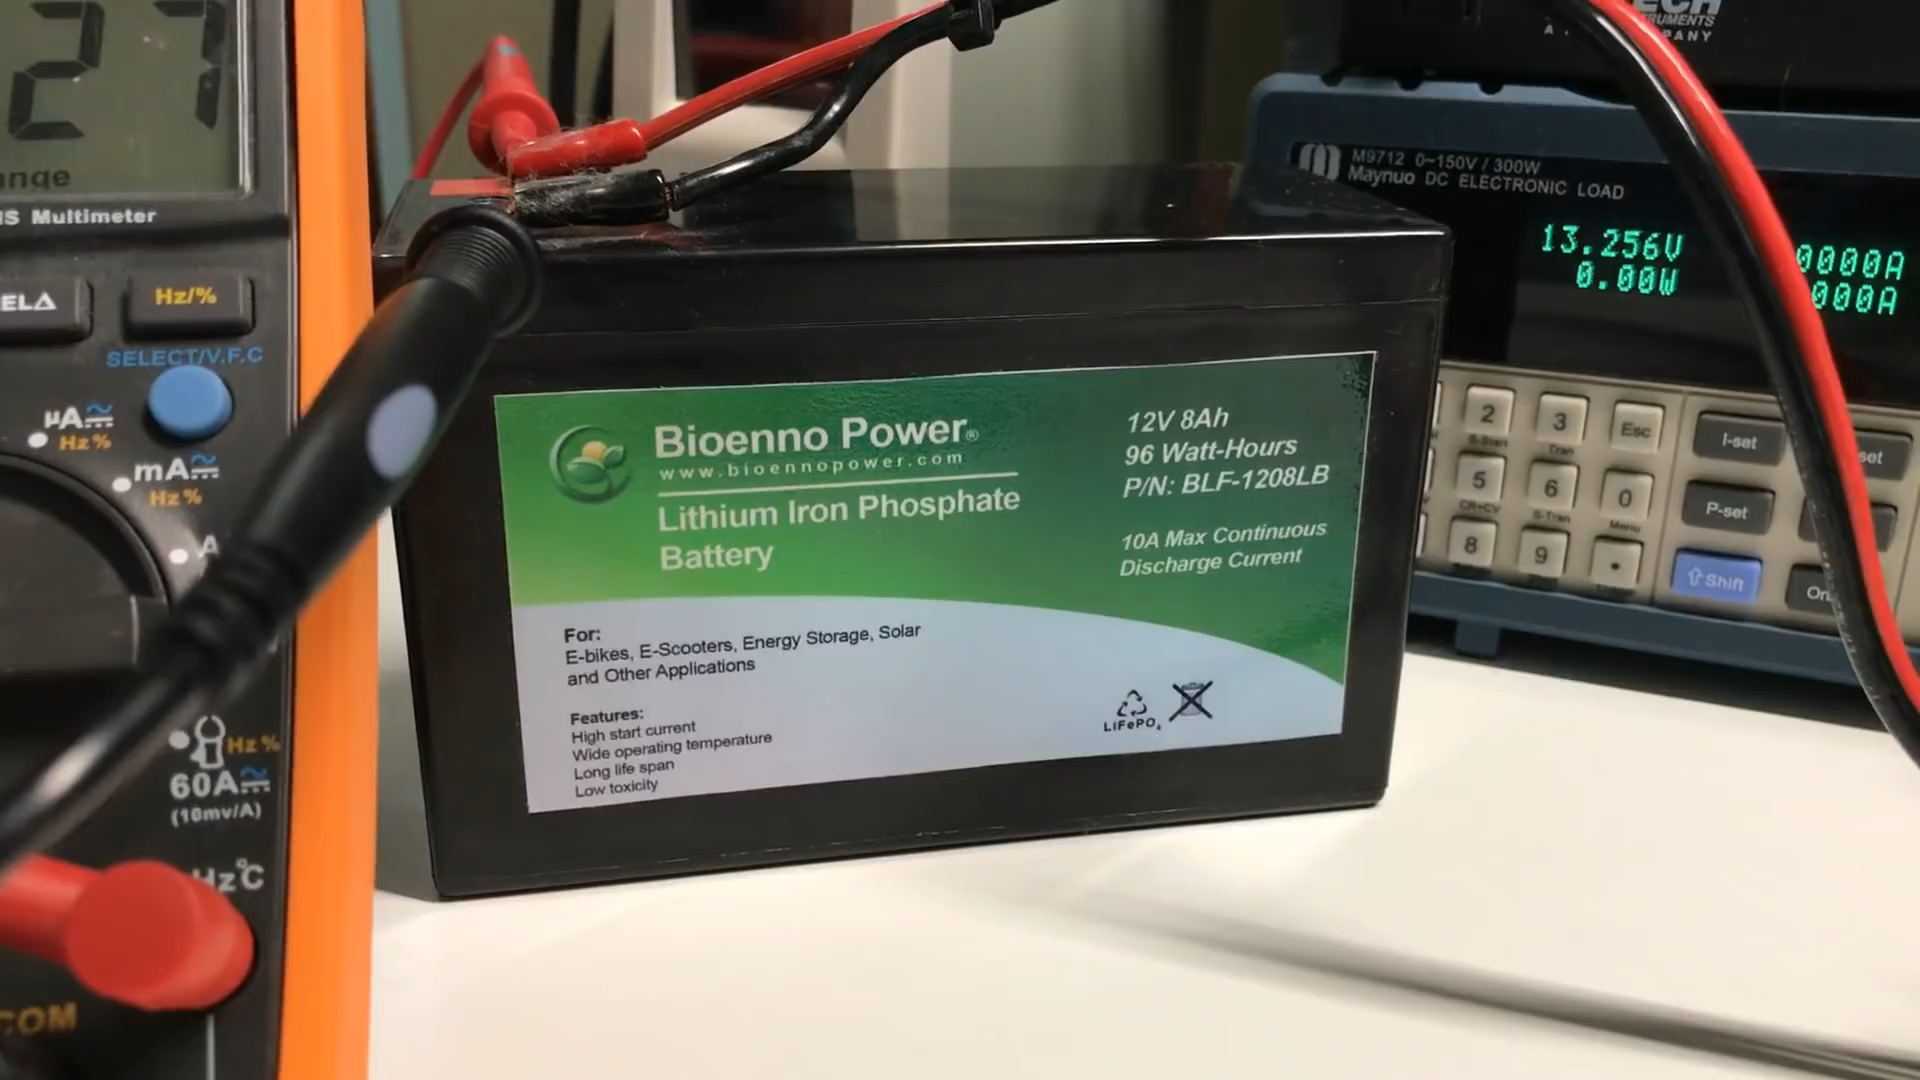 27
ange
Multimeter
ELΔ
Hz/%
SELECT/V.F.C
µA
Hz%
mA
Hz%
A
Hz%
60A
(10mv/A)
Hz°C
COM
Bioenno Power®
www.bioennopower.com
Lithium Iron Phosphate
Battery
12V 8Ah
96 Watt-Hours
P/N: BLF-1208LB
10A Max Continuous
Discharge Current
For:
E-bikes, E-Scooters, Energy Storage, Solar
and Other Applications
Features:
High start current
Wide operating temperature
Long life span
Low toxicity
LiFePO₄
M9712 0~150V / 300W
Maynuo DC ELECTRONIC LOAD
13.256V
0000A
0.00W
000A
2
3
Esc
I-set
set
5
6
0
P-set
Menu
8
9
.
⇧ Shift
On